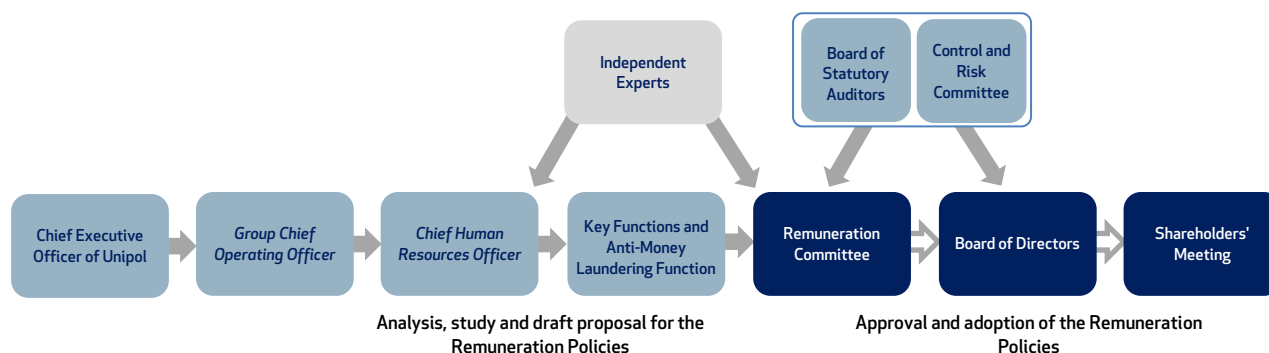 Independent
Experts
Board of
Statutory
Auditors
Control and
Risk
Committee
Chief Executive
Officer of Unipol
Group Chief
Operating Officer
Chief Human
Resources Officer
Key Functions and
Anti-Money
Laundering Function
Remuneration
Committee
Board of Directors
Shareholders'
Meeting
Analysis, study and draft proposal for the
Remuneration Policies
Approval and adoption of the Remuneration
Policies